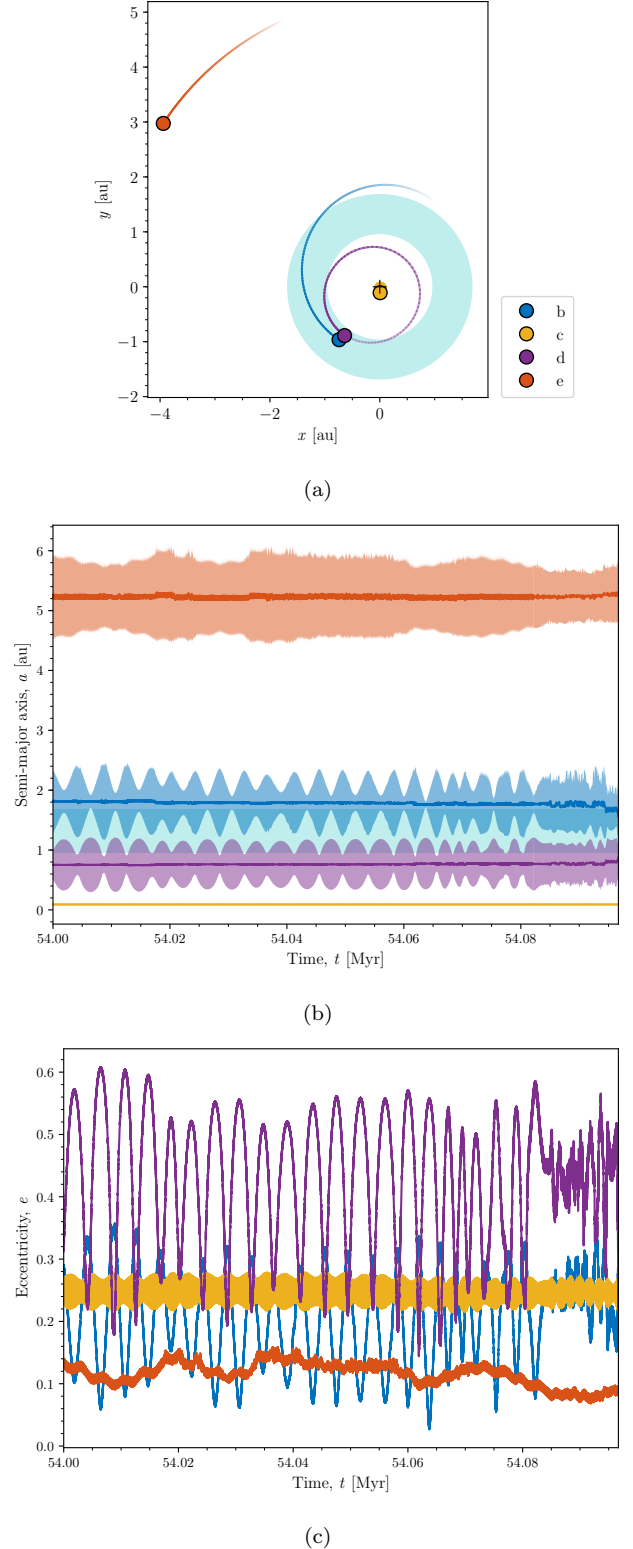 5
4
3
2
1
0
−1
−2
y [au]
−4
−2
0
x [au]
b
c
d
e
(a)
6
5
4
3
2
1
0
Semi-major axis, a [au]
54.00
54.02
54.04
54.06
54.08
Time, t [Myr]
(b)
0.6
0.5
0.4
0.3
0.2
0.1
0.0
Eccentricity, e
54.00
54.02
54.04
54.06
54.08
Time, t [Myr]
(c)